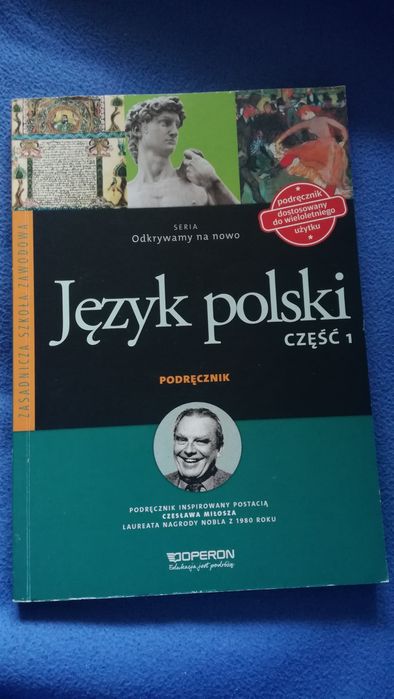 podręcznik
dostosowany
do wieloletniego
użytku
SERIA
Odkrywamy na nowo
ZASADNICZA SZKOŁA ZAWODOWA
Język polski
CZĘŚĆ 1
PODRĘCZNIK
PODRĘCZNIK INSPIROWANY POSTACIĄ
CZESŁAWA MIŁOSZA
LAUREATA NAGRODY NOBLA Z 1980 ROKU
OPERON
Edukacja jest podróżą